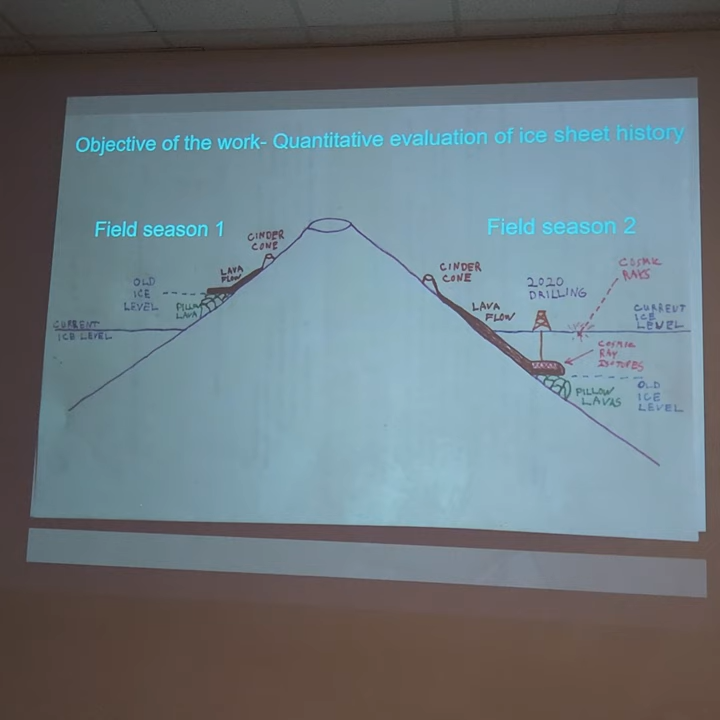 Objective of the work- Quantitative evaluation of ice sheet history
Field season 1
Field season 2
CINDER
CONE
LAVA
FLOW
OLD
ICE
LEVEL
PILLOW
LAVA
CURRENT
ICE LEVEL
CINDER
CONE
LAVA
FLOW
2020
DRILLING
COSMIC
RAYS
CURRENT
ICE
LEVEL
COSMIC
RAY
ISOTOPES
PILLOW
LAVAS
OLD
ICE
LEVEL